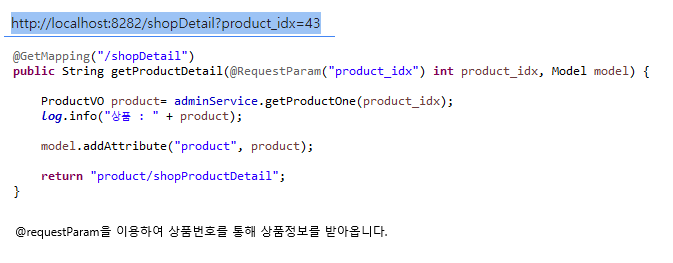 http://localhost:8282/shopDetail?product_idx=43
@GetMapping("/shopDetail")
public String getProductDetail(@RequestParam("product_idx") int product_idx, Model model) {
ProductVO product= adminService.getProductOne(product_idx);
log.info("상품 : " + product);
model.addAttribute("product", product);
return "product/shopProductDetail";
}
@requestParam을 이용하여 상품번호를 통해 상품정보를 받아옵니다.